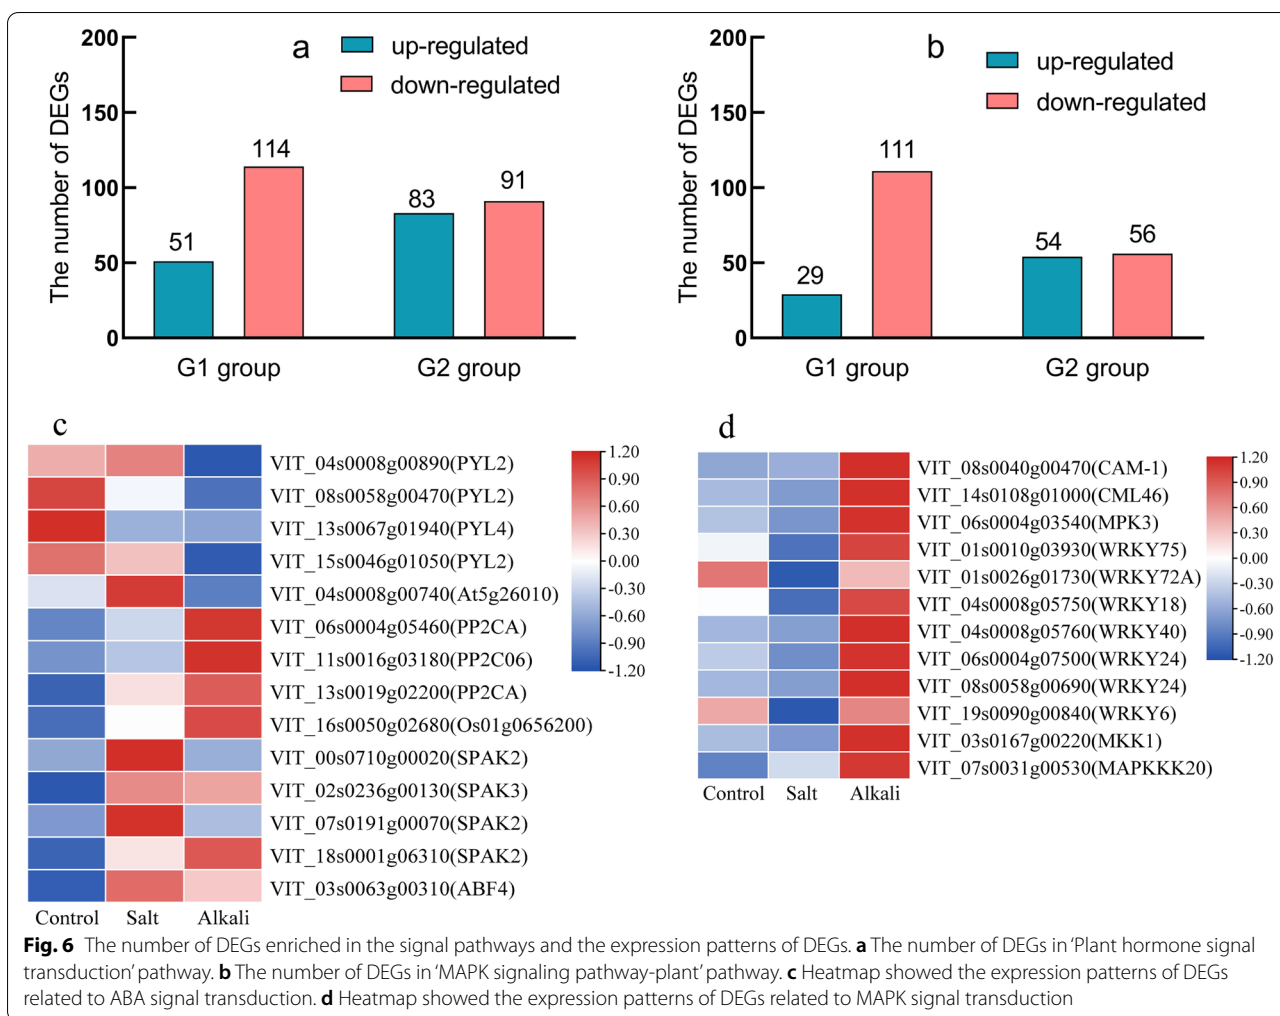 a
up-regulated
down-regulated
The number of DEGs
200
150
100
50
0
51
114
83
91
G1 group
G2 group
b
up-regulated
down-regulated
The number of DEGs
200
150
100
50
0
29
111
54
56
G1 group
G2 group
c
VIT_04s0008g00890(PYL2)
VIT_08s0058g00470(PYL2)
VIT_13s0067g01940(PYL4)
VIT_15s0046g01050(PYL2)
VIT_04s0008g00740(At5g26010)
VIT_06s0004g05460(PP2CA)
VIT_11s0016g03180(PP2C06)
VIT_13s0019g02200(PP2CA)
VIT_16s0050g02680(Os01g0656200)
VIT_00s0710g00020(SPAK2)
VIT_02s0236g00130(SPAK3)
VIT_07s0191g00070(SPAK2)
VIT_18s0001g06310(SPAK2)
VIT_03s0063g00310(ABF4)
Control Salt Alkali
1.20
0.90
0.60
0.30
0.00
-0.30
-0.60
-0.90
-1.20
d
VIT_08s0040g00470(CAM-1)
VIT_14s0108g01000(CML46)
VIT_06s0004g03540(MPK3)
VIT_01s0010g03930(WRKY75)
VIT_01s0026g01730(WRKY72A)
VIT_04s0008g05750(WRKY18)
VIT_04s0008g05760(WRKY40)
VIT_06s0004g07500(WRKY24)
VIT_08s0058g00690(WRKY24)
VIT_19s0090g00840(WRKY6)
VIT_03s0167g00220(MKK1)
VIT_07s0031g00530(MAPKKK20)
Control Salt Alkali
1.20
0.90
0.60
0.30
0.00
-0.30
-0.60
-0.90
-1.20
Fig. 6 The number of DEGs enriched in the signal pathways and the expression patterns of DEGs. a The number of DEGs in ‘Plant hormone signal
transduction’ pathway. b The number of DEGs in ‘MAPK signaling pathway-plant’ pathway. c Heatmap showed the expression patterns of DEGs
related to ABA signal transduction. d Heatmap showed the expression patterns of DEGs related to MAPK signal transduction